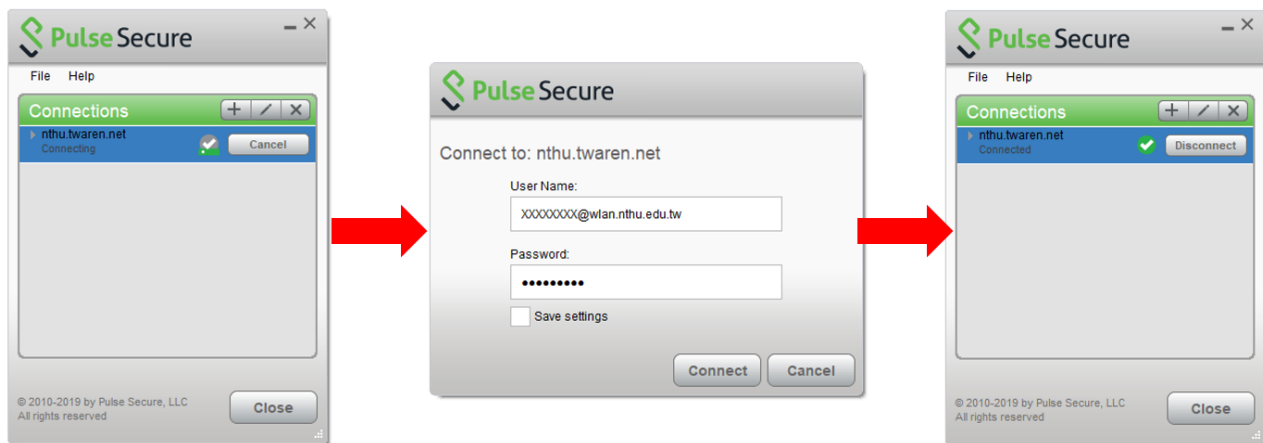 Pulse Secure
File Help
Connections
nthu.twaren.net
Connecting
Cancel
© 2010-2019 by Pulse Secure, LLC
All rights reserved
Close
Pulse Secure
Connect to: nthu.twaren.net
User Name:
XXXXXXXX@wlan.nthu.edu.tw
Password:
•••••••••
Save settings
Connect Cancel
Pulse Secure
File Help
Connections
nthu.twaren.net
Connected
Disconnect
© 2010-2019 by Pulse Secure, LLC
All rights reserved
Close